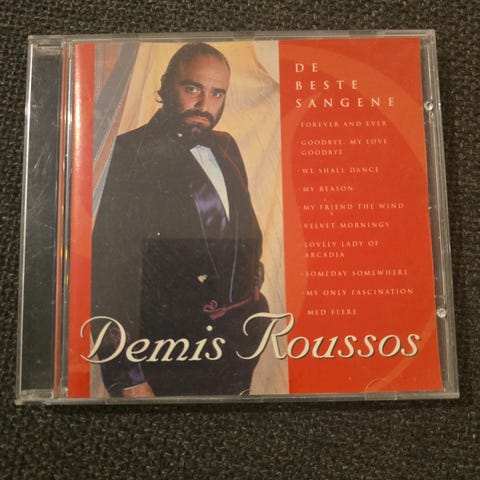 DE
BESTE
SANGENE
·FOREVER AND EVER
·GOODBYE, MY LOVE
GOODBYE
·WE SHALL DANCE
·MY REASON
·MY FRIEND THE WIND
·VELVET MORNINGS
·LOVELY LADY OF
ARCADIA
·SOMEDAY SOMEWHERE
·MY ONLY FASCINATION
MED FLERE
Demis Roussos